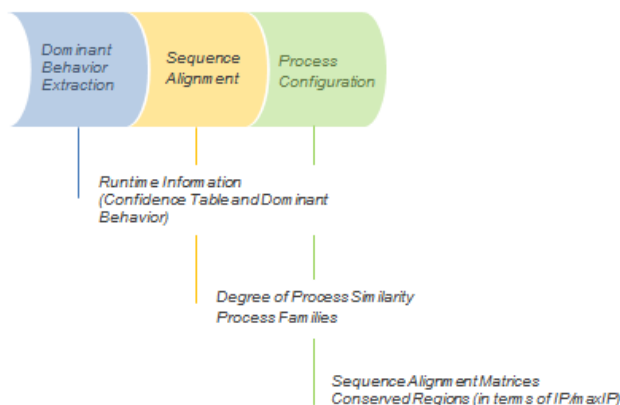 Dominant
Behavior
Extraction
Sequence
Alignment
Process
Configuration
Runtime Information
(Confidence Table and Dominant
Behavior)
Degree of Process Similarity
Process Families
Sequence Alignment Matrices
Conserved Regions (in terms of IP/maxIP)